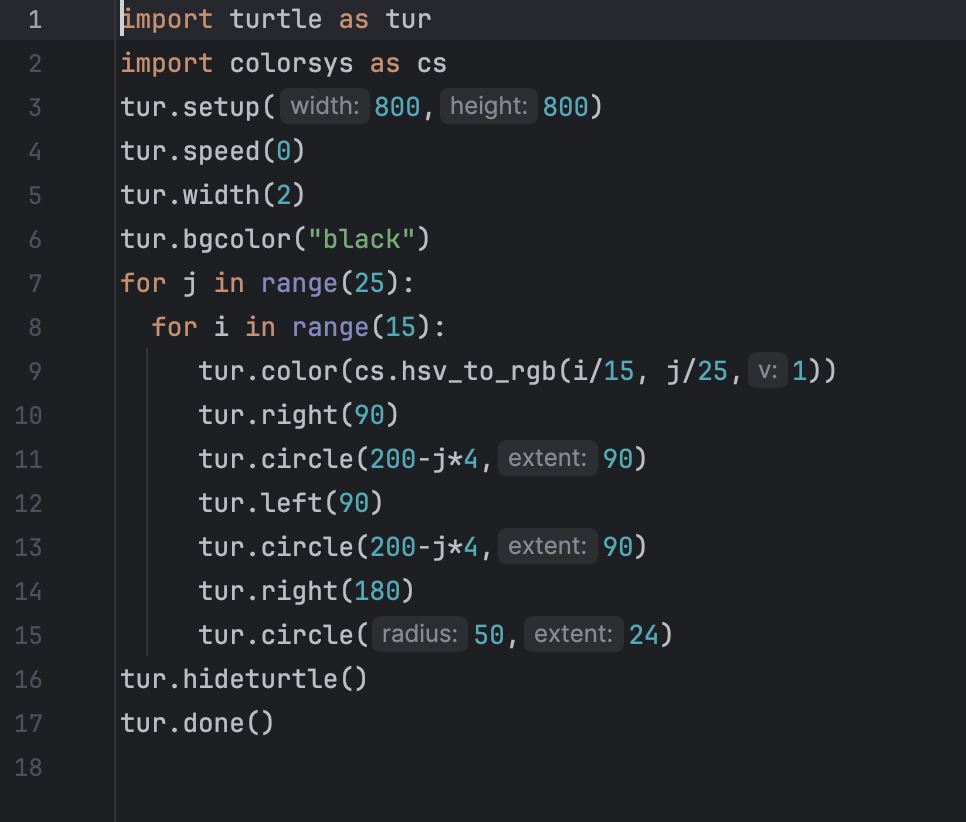 1 import turtle as tur
2 import colorsys as cs
3 tur.setup( width: 800, height: 800)
4 tur.speed(0)
5 tur.width(2)
6 tur.bgcolor("black")
7 for j in range(25):
8   for i in range(15):
9      tur.color(cs.hsv_to_rgb(i/15, j/25, v: 1))
10      tur.right(90)
11      tur.circle(200-j*4, extent: 90)
12      tur.left(90)
13      tur.circle(200-j*4, extent: 90)
14      tur.right(180)
15      tur.circle( radius: 50, extent: 24)
16 tur.hideturtle()
17 tur.done()
18